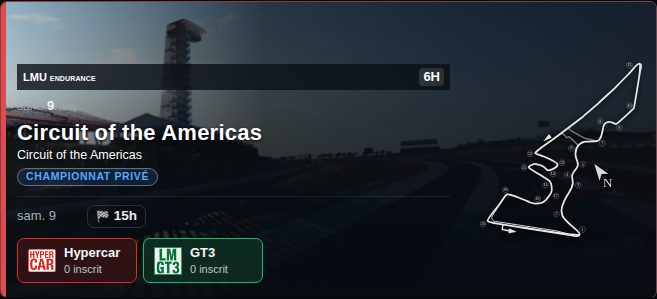 LMU ENDURANCE
6H
9
Circuit of the Americas
Circuit of the Americas
CHAMPIONNAT PRIVÉ
sam. 9
15h
HYPER CAR
Hypercar
0 inscrit
LM GT3
GT3
0 inscrit
N